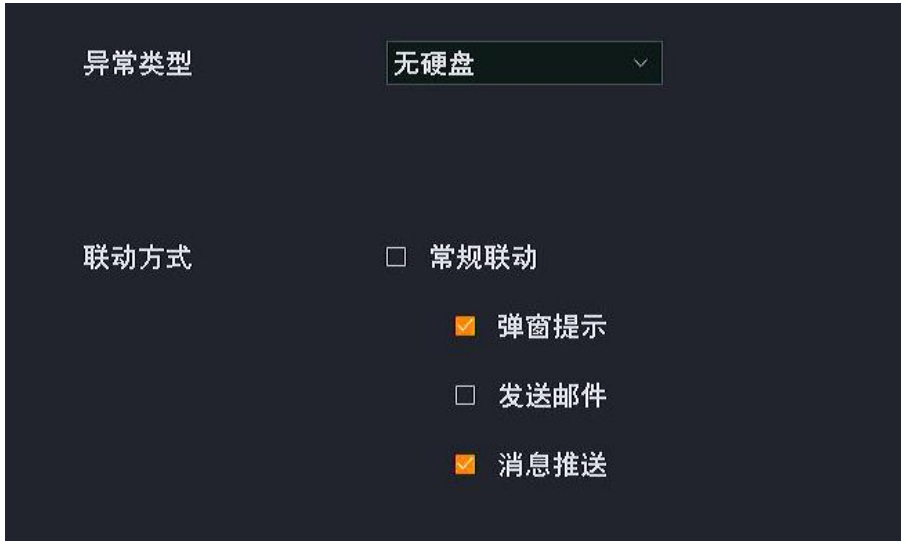 异常类型 无硬盘
联动方式 常规联动
弹窗提示
发送邮件
消息推送